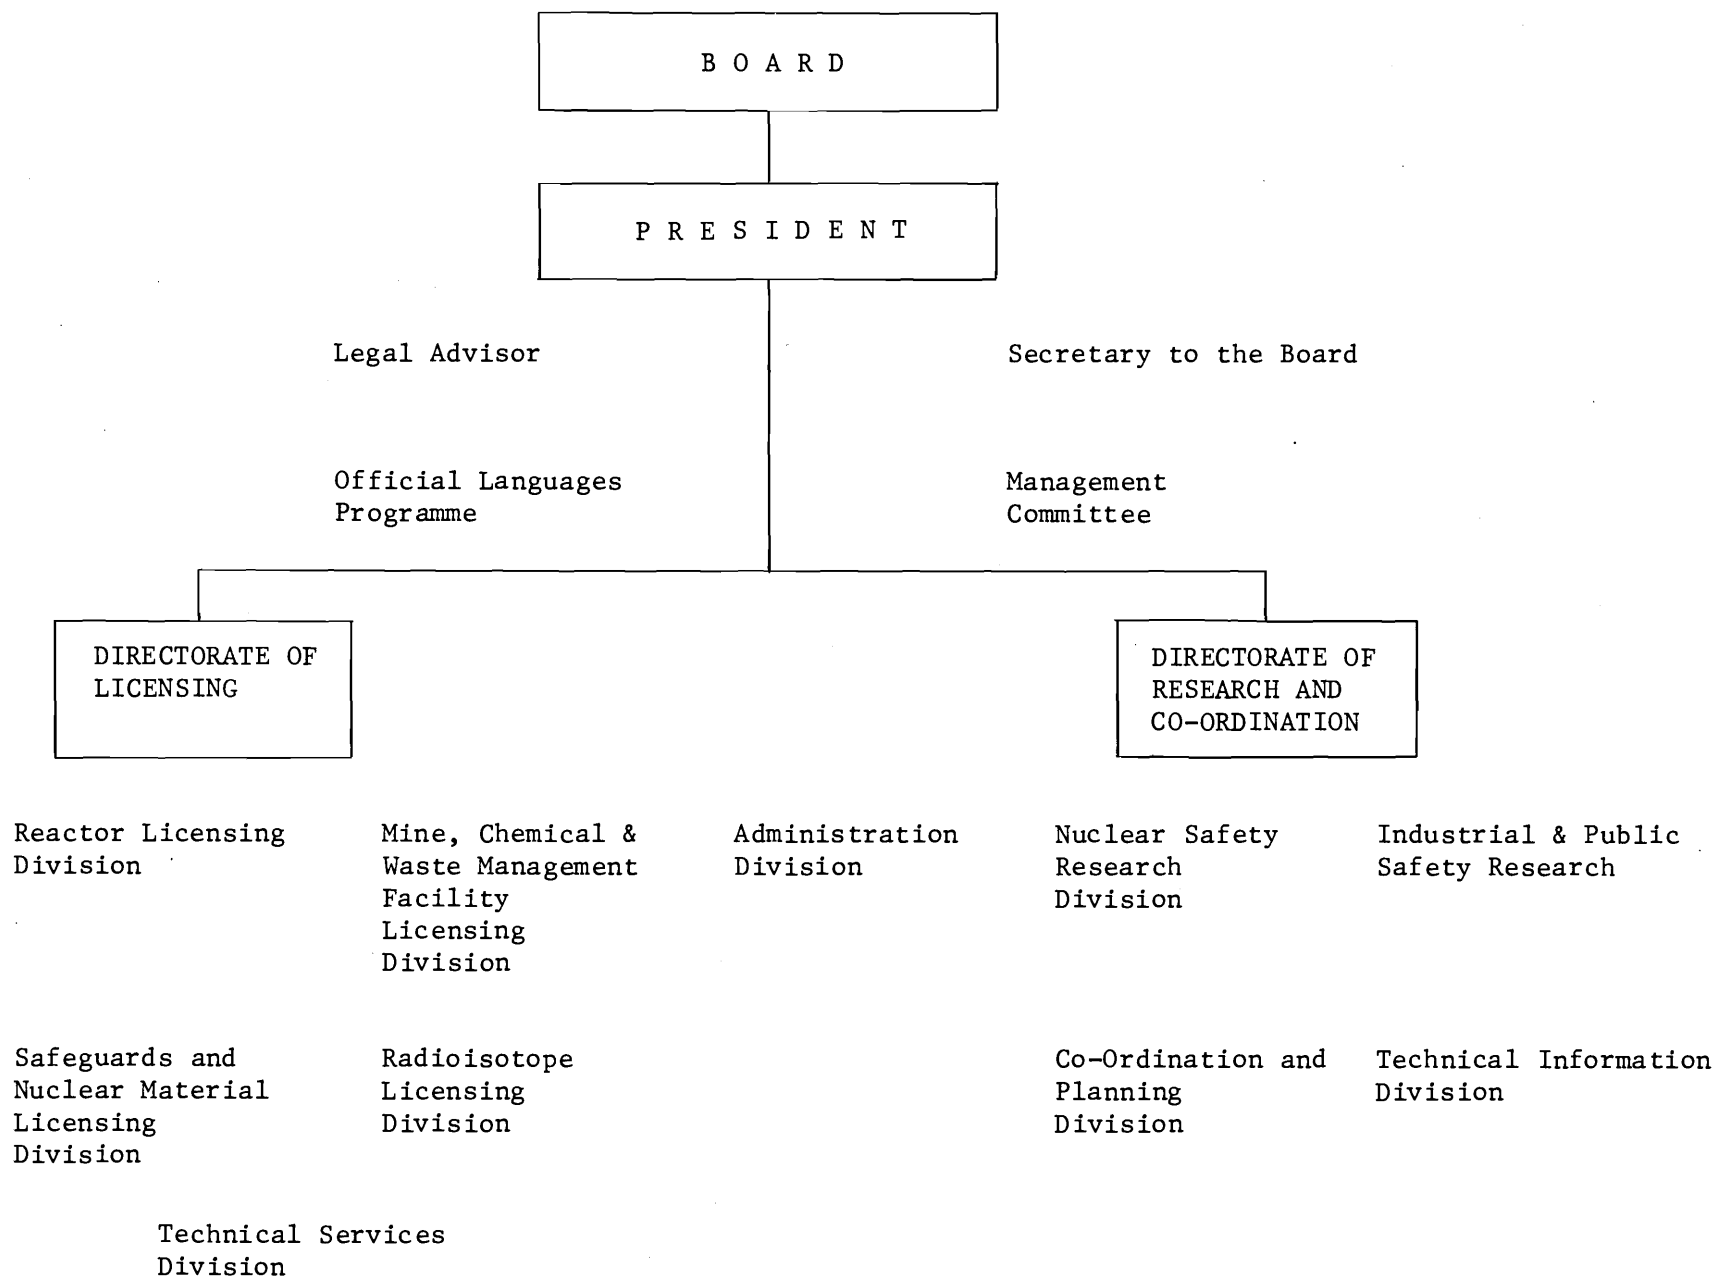 B O A R D
P R E S I D E N T
Legal Advisor
Secretary to the Board
Official Languages
Programme
Management
Committee
DIRECTORATE OF
LICENSING
DIRECTORATE OF
RESEARCH AND
CO-ORDINATION
Reactor Licensing
Division
Mine, Chemical &
Waste Management
Facility
Licensing
Division
Administration
Division
Nuclear Safety
Research
Division
Industrial & Public
Safety Research
Safeguards and
Nuclear Material
Licensing
Division
Radioisotope
Licensing
Division
Co-Ordination and
Planning
Division
Technical Information
Division
Technical Services
Division